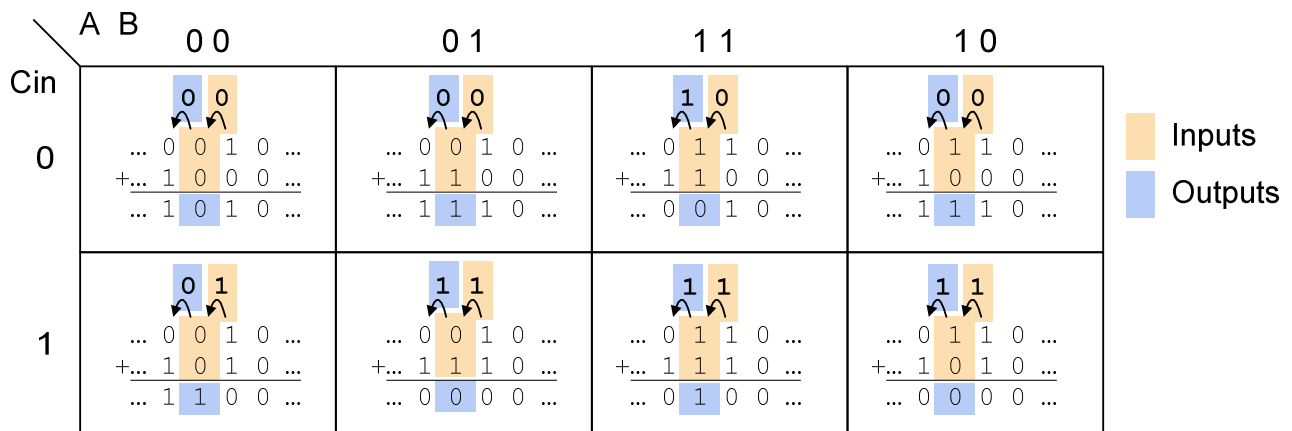 A B
0 0 0 1 1 1 1 0
Cin
0 0 0 0 1 0 0 0
0
... 0 0 1 0 ... ... 0 0 1 0 ... ... 0 1 1 0 ... ... 0 1 1 0 ...
+... 1 0 0 0 ... +... 1 1 0 0 ... +... 1 1 0 0 ... +... 1 0 0 0 ...
... 1 0 1 0 ... ... 1 1 1 0 ... ... 0 0 1 0 ... ... 1 1 1 0 ...
Inputs
Outputs
0 1 1 1 1 1 1 1
1
... 0 0 1 0 ... ... 0 0 1 0 ... ... 0 1 1 0 ... ... 0 1 1 0 ...
+... 1 0 1 0 ... +... 1 1 1 0 ... +... 1 1 1 0 ... +... 1 0 1 0 ...
... 1 1 0 0 ... ... 0 0 0 0 ... ... 0 1 0 0 ... ... 0 0 0 0 ...